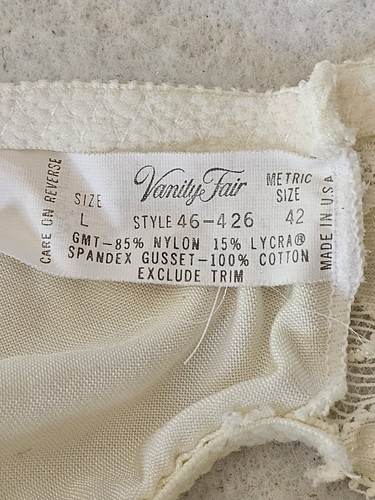 CARE ON REVERSE
Vanity Fair
SIZE
L
STYLE 46-426
METRIC
SIZE
42
GMT-85% NYLON 15% LYCRA®
SPANDEX GUSSET-100% COTTON
EXCLUDE TRIM
MADE IN U.S.A.